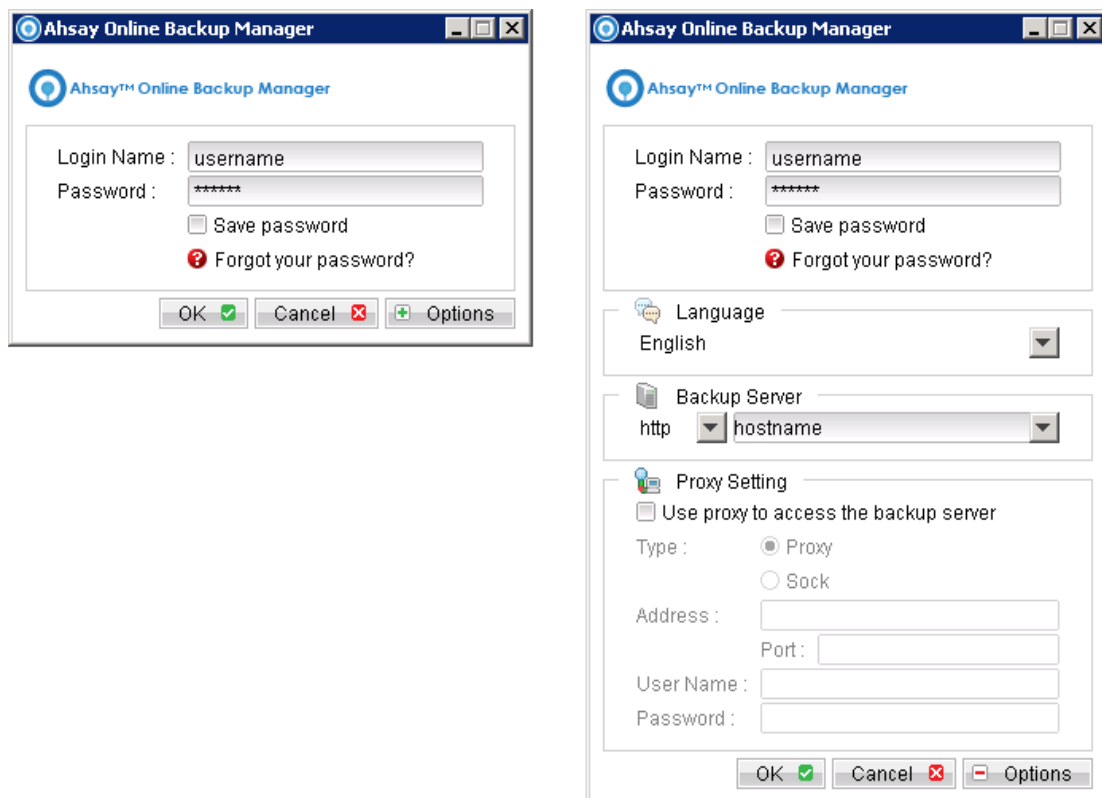 Ahsay Online Backup Manager
Ahsay™ Online Backup Manager
Login Name : username
Password : ******
Save password
Forgot your password?
OK Cancel Options
Ahsay Online Backup Manager
Ahsay™ Online Backup Manager
Login Name : username
Password : ******
Save password
Forgot your password?
Language
English
Backup Server
http hostname
Proxy Setting
Use proxy to access the backup server
Type : Proxy
Sock
Address :
Port :
User Name :
Password :
OK Cancel Options